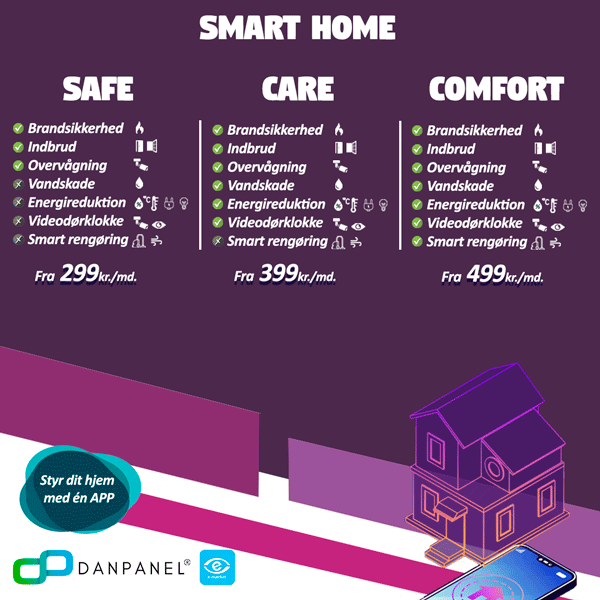 SMART HOME
SAFE
Brandsikkerhed
Indbrud
Overvågning
Vandskade
Energireduktion
Videodørklokke
Smart rengøring
Fra 299kr./md.
CARE
Brandsikkerhed
Indbrud
Overvågning
Vandskade
Energireduktion
Videodørklokke
Smart rengøring
Fra 399kr./md.
COMFORT
Brandsikkerhed
Indbrud
Overvågning
Vandskade
Energireduktion
Videodørklokke
Smart rengøring
Fra 499kr./md.
Styr dit hjem
med én APP
DANPANEL®